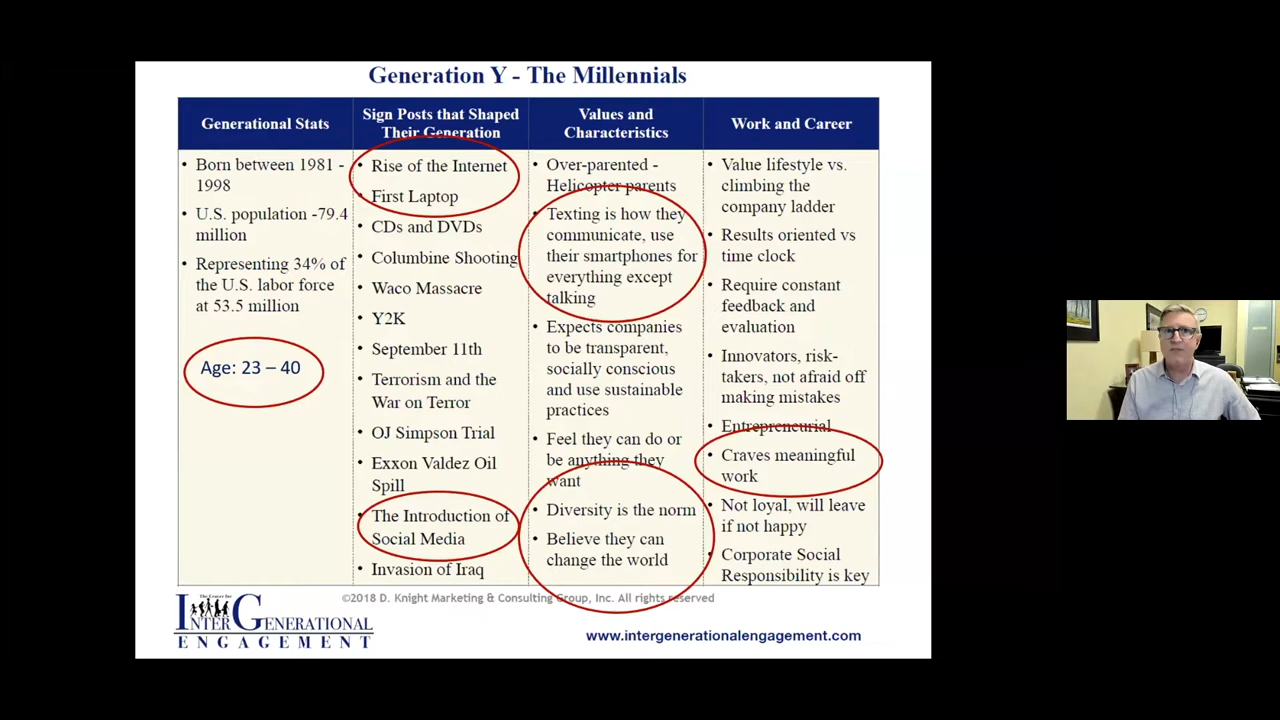 Generation Y - The Millennials
Generational Stats
Born between 1981 -
1998
U.S. population -79.4
million
Representing 34% of
the U.S. labor force
at 53.5 million
Age: 23 – 40
Sign Posts that Shaped
Their Generation
Rise of the Internet
First Laptop
CDs and DVDs
Columbine Shooting
Waco Massacre
Y2K
September 11th
Terrorism and the
War on Terror
OJ Simpson Trial
Exxon Valdez Oil
Spill
The Introduction of
Social Media
Invasion of Iraq
Values and
Characteristics
Over-parented -
Helicopter parents
Texting is how they
communicate, use
their smartphones for
everything except
talking
Expects companies
to be transparent,
socially conscious
and use sustainable
practices
Feel they can do or
be anything they
want
Diversity is the norm
Believe they can
change the world
Work and Career
Value lifestyle vs.
climbing the
company ladder
Results oriented vs
time clock
Require constant
feedback and
evaluation
Innovators, risk-
takers, not afraid off
making mistakes
Entrepreneurial
Craves meaningful
work
Not loyal, will leave
if not happy
Corporate Social
Responsibility is key
©2018 D. Knight Marketing & Consulting Group, Inc. All rights reserved
The Center for
INTERGENERATIONAL
ENGAGEMENT
www.intergenerationalengagement.com